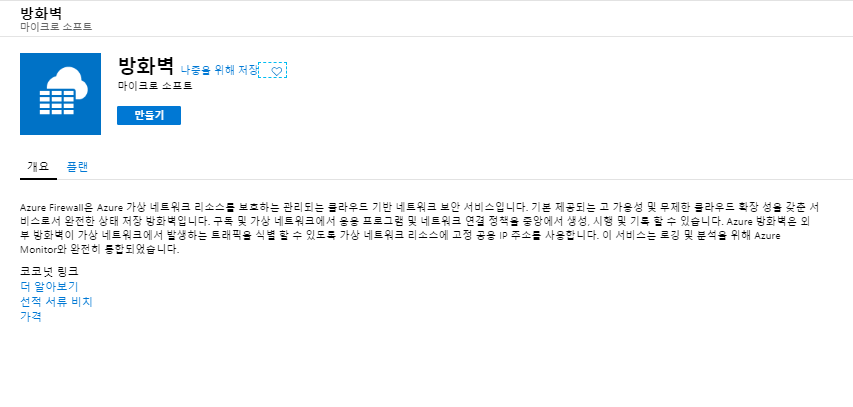 방화벽
마이크로 소프트
방화벽 나중을 위해 저장
마이크로 소프트
만들기
개요 플랜
Azure Firewall은 Azure 가상 네트워크 리소스를 보호하는 관리되는 클라우드 기반 네트워크 보안 서비스입니다. 기본 제공되는 고 가용성 및 무제한 클라우드 확장 성을 갖춘 서
비스로서 완전한 상태 저장 방화벽입니다. 구독 및 가상 네트워크에서 응용 프로그램 및 네트워크 연결 정책을 중앙에서 생성, 시행 및 기록 할 수 있습니다. Azure 방화벽은 외
부 방화벽이 가상 네트워크에서 발생하는 트래픽을 식별 할 수 있도록 가상 네트워크 리소스에 고정 공용 IP 주소를 사용합니다. 이 서비스는 로깅 및 분석을 위해 Azure
Monitor와 완전히 통합되었습니다.
코코넛 링크
더 알아보기
선적 서류 비치
가격